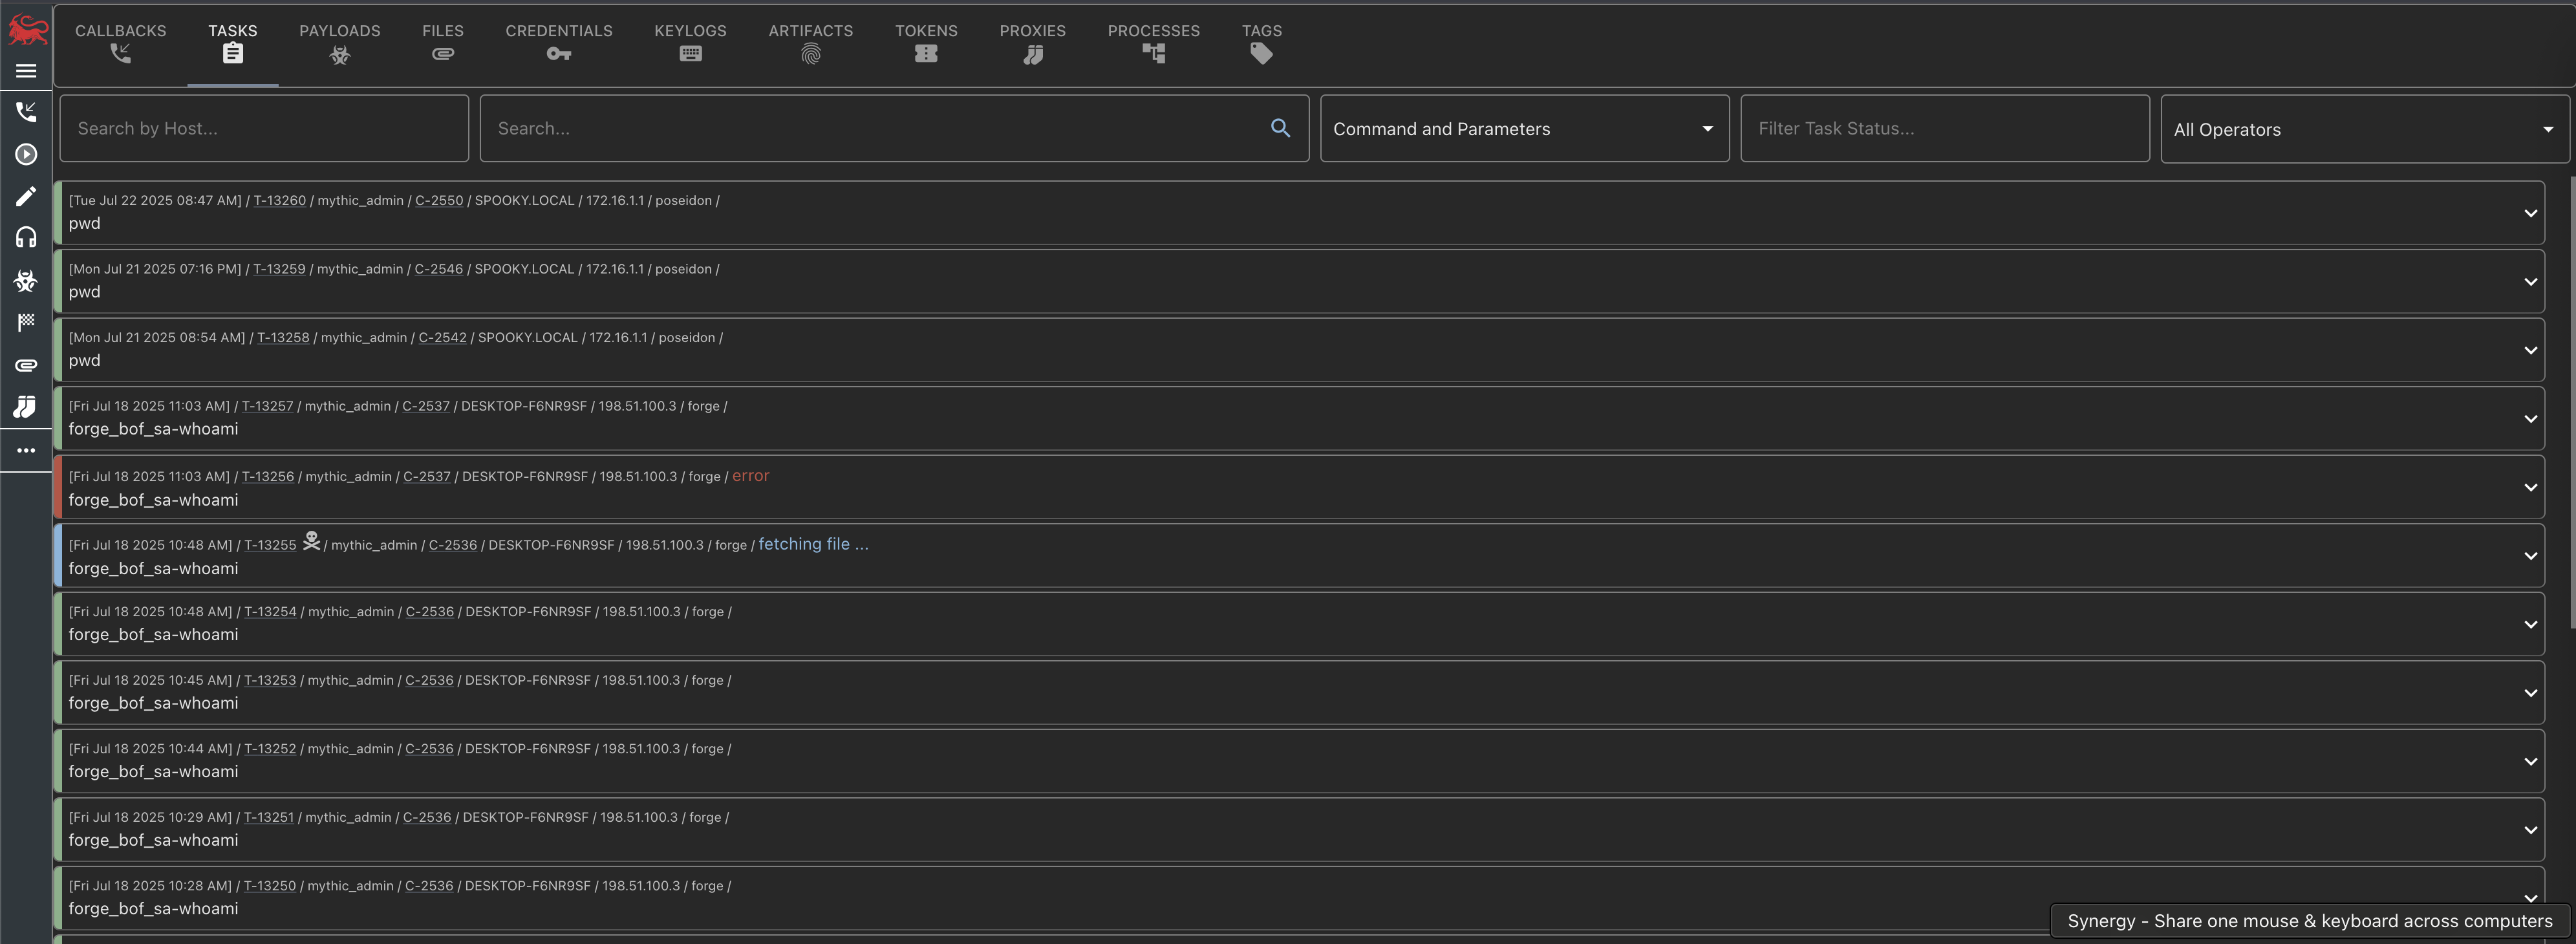 CALLBACKS TASKS PAYLOADS FILES CREDENTIALS KEYLOGS ARTIFACTS TOKENS PROXIES PROCESSES TAGS
Search by Host... Search... Command and Parameters Filter Task Status... All Operators
[Tue Jul 22 2025 08:47 AM] / T-13260 / mythic_admin / C-2550 / SPOOKY.LOCAL / 172.16.1.1 / poseidon /
pwd
[Mon Jul 21 2025 07:16 PM] / T-13259 / mythic_admin / C-2546 / SPOOKY.LOCAL / 172.16.1.1 / poseidon /
pwd
[Mon Jul 21 2025 08:54 AM] / T-13258 / mythic_admin / C-2542 / SPOOKY.LOCAL / 172.16.1.1 / poseidon /
pwd
[Fri Jul 18 2025 11:03 AM] / T-13257 / mythic_admin / C-2537 / DESKTOP-F6NR9SF / 198.51.100.3 / forge /
forge_bof_sa-whoami
[Fri Jul 18 2025 11:03 AM] / T-13256 / mythic_admin / C-2537 / DESKTOP-F6NR9SF / 198.51.100.3 / forge / error
forge_bof_sa-whoami
[Fri Jul 18 2025 10:48 AM] / T-13255 / mythic_admin / C-2536 / DESKTOP-F6NR9SF / 198.51.100.3 / forge / fetching file ...
forge_bof_sa-whoami
[Fri Jul 18 2025 10:48 AM] / T-13254 / mythic_admin / C-2536 / DESKTOP-F6NR9SF / 198.51.100.3 / forge /
forge_bof_sa-whoami
[Fri Jul 18 2025 10:45 AM] / T-13253 / mythic_admin / C-2536 / DESKTOP-F6NR9SF / 198.51.100.3 / forge /
forge_bof_sa-whoami
[Fri Jul 18 2025 10:44 AM] / T-13252 / mythic_admin / C-2536 / DESKTOP-F6NR9SF / 198.51.100.3 / forge /
forge_bof_sa-whoami
[Fri Jul 18 2025 10:29 AM] / T-13251 / mythic_admin / C-2536 / DESKTOP-F6NR9SF / 198.51.100.3 / forge /
forge_bof_sa-whoami
[Fri Jul 18 2025 10:28 AM] / T-13250 / mythic_admin / C-2536 / DESKTOP-F6NR9SF / 198.51.100.3 / forge /
forge_bof_sa-whoami
Synergy - Share one mouse & keyboard across computers